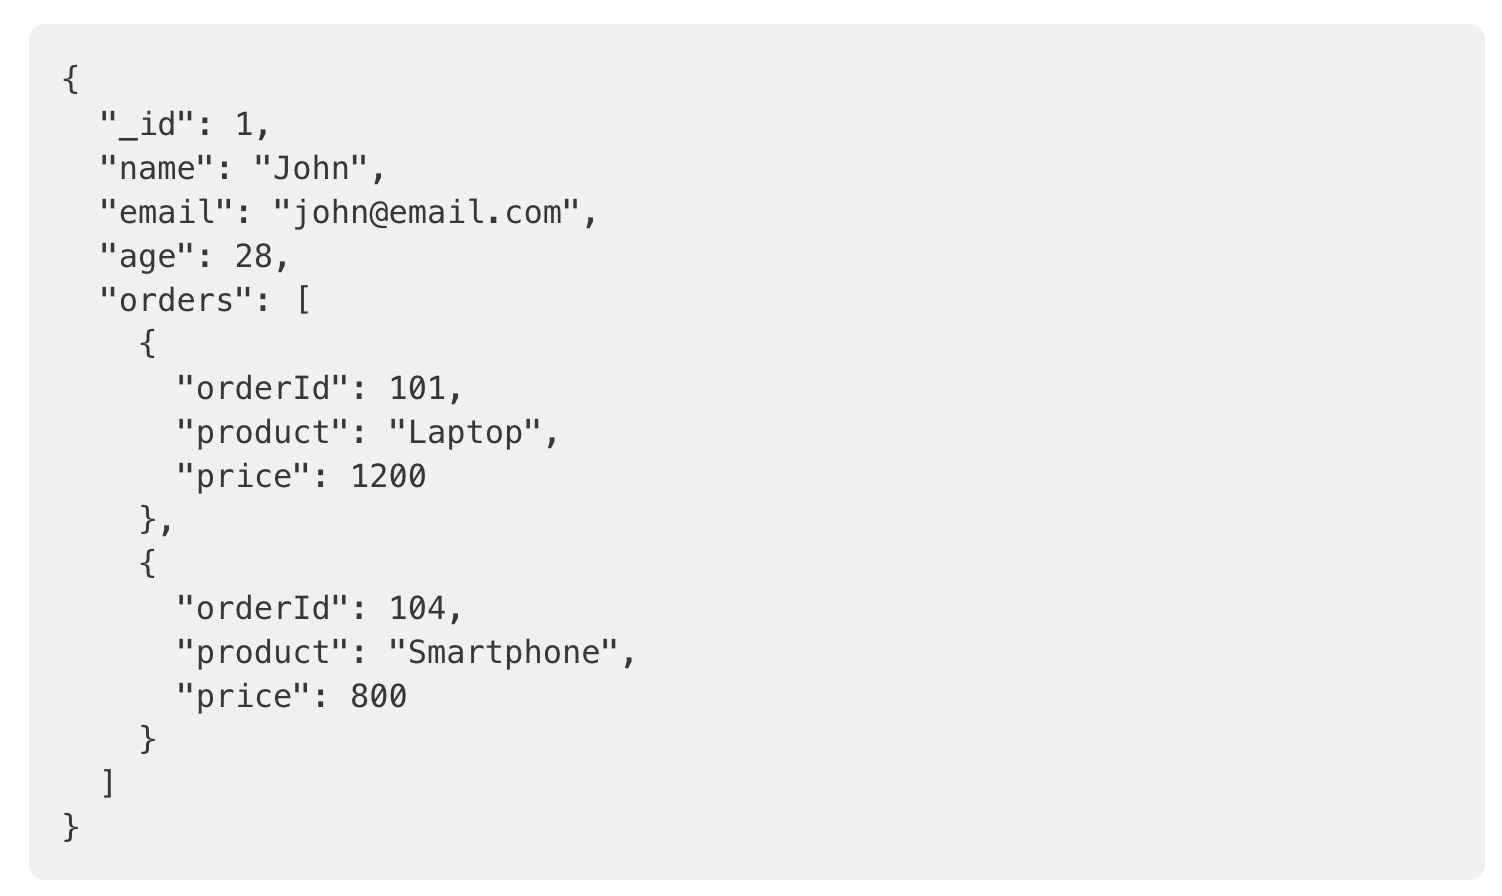 {
  "_id": 1,
  "name": "John",
  "email": "john@email.com",
  "age": 28,
  "orders": [
    {
      "orderId": 101,
      "product": "Laptop",
      "price": 1200
    },
    {
      "orderId": 104,
      "product": "Smartphone",
      "price": 800
    }
  ]
}